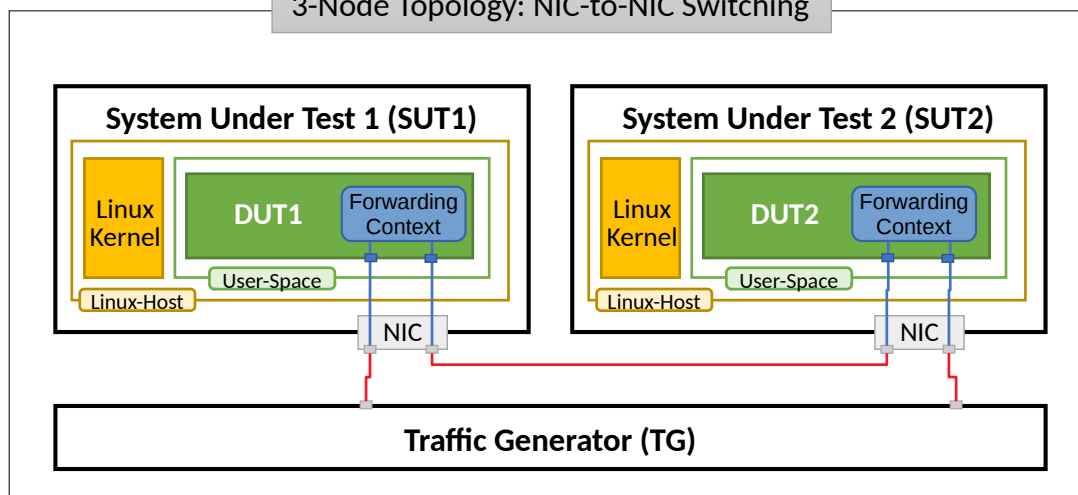 3-Node Topology: NIC-to-NIC Switching
System Under Test 1 (SUT1)
Linux
Kernel
DUT1
Forwarding
Context
User-Space
Linux-Host
NIC
System Under Test 2 (SUT2)
Linux
Kernel
DUT2
Forwarding
Context
User-Space
Linux-Host
NIC
Traffic Generator (TG)